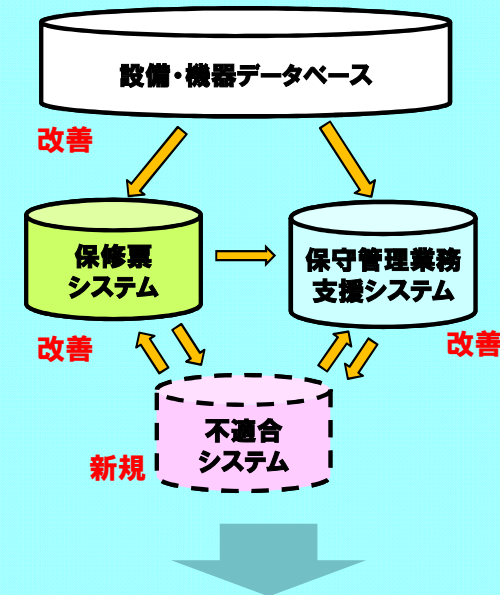 設備・機器データベース
改善
保修票
システム
保守管理業務
支援システム
改善
改善
不適合
システム
新規